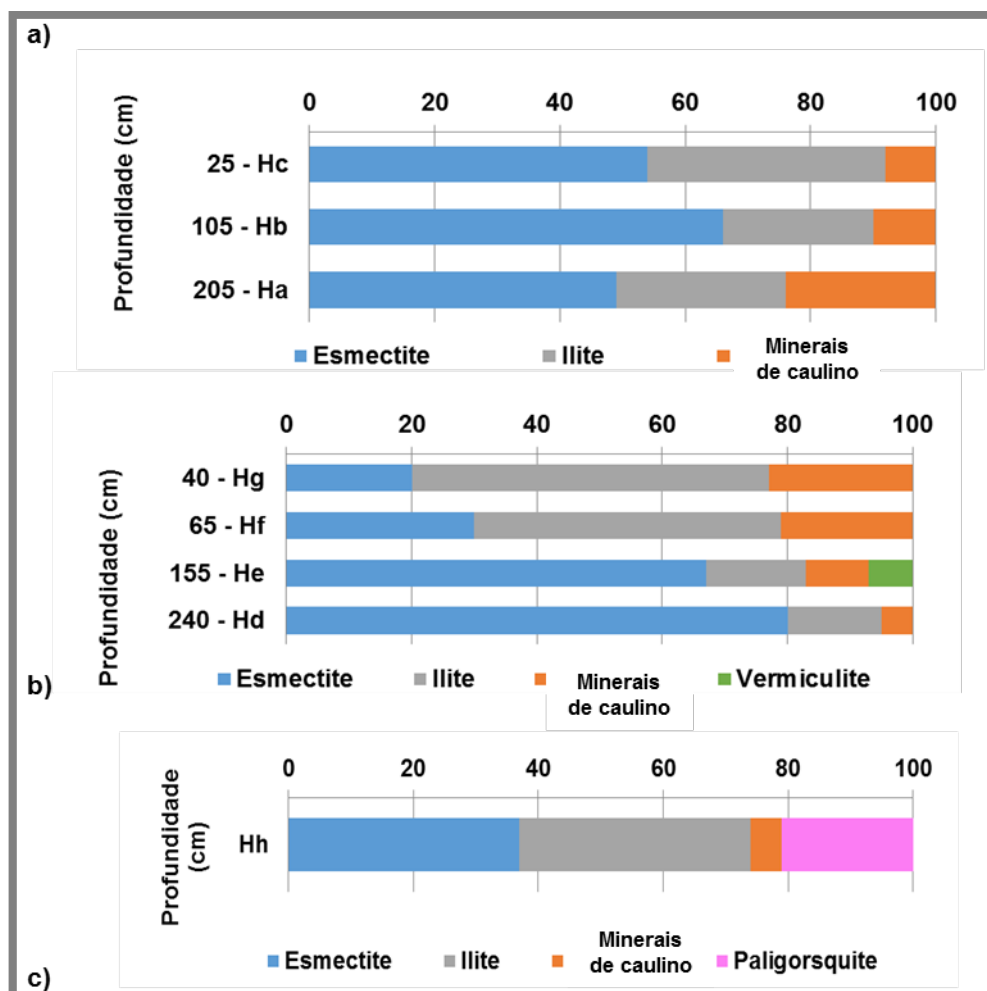 a)
0 20 40 60 80 100
Profundidade (cm)
25 - Hc
105 - Hb
205 - Ha
Esmectite Ilite Minerais
de caulino
0 20 40 60 80 100
Profundidade (cm)
40 - Hg
65 - Hf
155 - He
240 - Hd
b)
Esmectite Ilite Minerais Vermiculite
de caulino
0 20 40 60 80 100
Profundidade
(cm)
Hh
Esmectite Ilite Minerais Paligorsquite
de caulino
c)